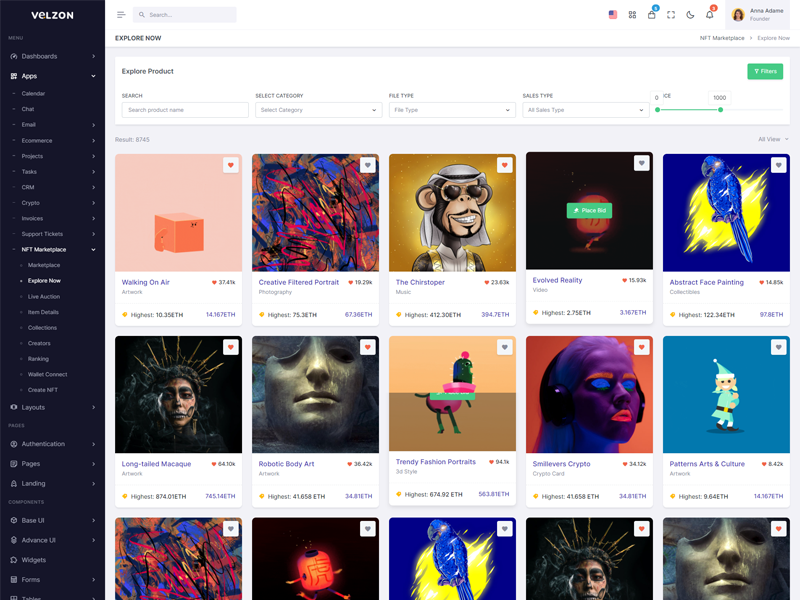 VELZON
Search...
5
3
Anna Adame
Founder
MENU
Dashboards
Apps
Calendar
Chat
Email
Ecommerce
Projects
Tasks
CRM
Crypto
Invoices
Support Tickets
NFT Marketplace
Marketplace
Explore Now
Live Auction
Item Details
Collections
Creators
Ranking
Wallet Connect
Create NFT
Layouts
PAGES
Authentication
Pages
Landing
COMPONENTS
Base UI
Advance UI
Widgets
Forms
Tables
EXPLORE NOW
NFT Marketplace > Explore Now
Explore Product
Filters
SEARCH
SELECT CATEGORY
FILE TYPE
SALES TYPE
ICE
0
1000
Search product name
Select Category
File Type
All Sales Type
Result: 8745
All View
Place Bid
Walking On Air
37.41k
Artwork
Highest: 10.35ETH
14.167ETH
Creative Filtered Portrait
19.29k
Photography
Highest: 75.3ETH
67.36ETH
The Chirstoper
23.63k
Music
Highest: 412.30ETH
394.7ETH
Evolved Reality
15.93k
Video
Highest: 2.75ETH
3.167ETH
Abstract Face Painting
14.85k
Collectibles
Highest: 122.34ETH
97.8ETH
Long-tailed Macaque
64.10k
Artwork
Highest: 874.01ETH
745.14ETH
Robotic Body Art
36.42k
Artwork
Highest: 41.658 ETH
34.81ETH
Trendy Fashion Portraits
94.1k
3d Style
Highest: 674.92 ETH
563.81ETH
Smillevers Crypto
34.12k
Crypto Card
Highest: 41.658 ETH
34.81ETH
Patterns Arts & Culture
8.42k
Artwork
Highest: 9.64ETH
14.167ETH